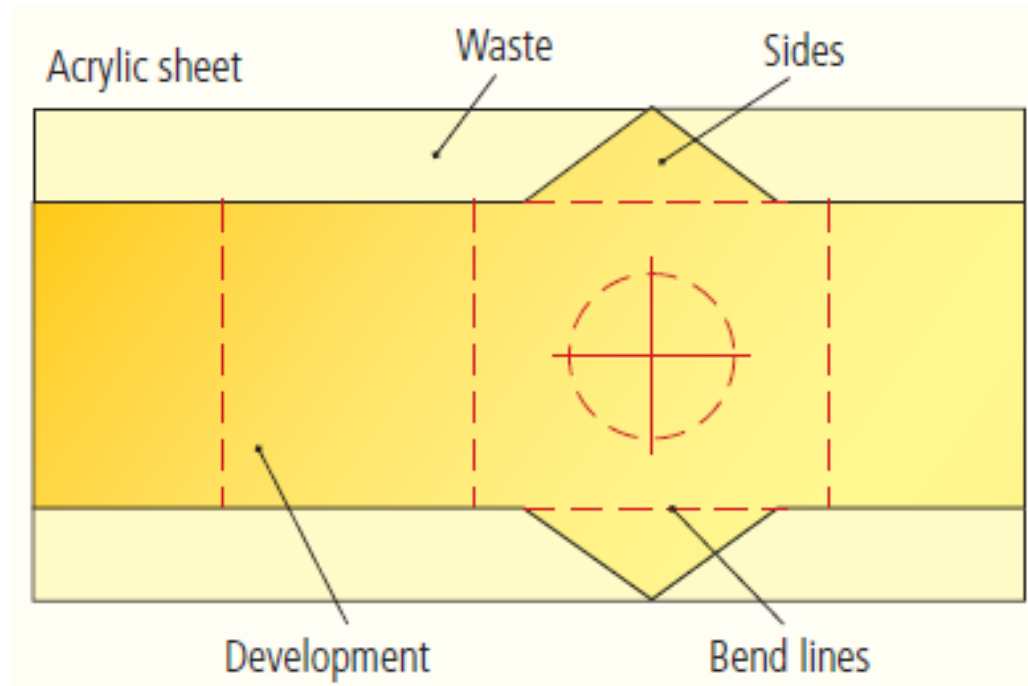 Acrylic sheet
Waste
Sides
Development
Bend lines